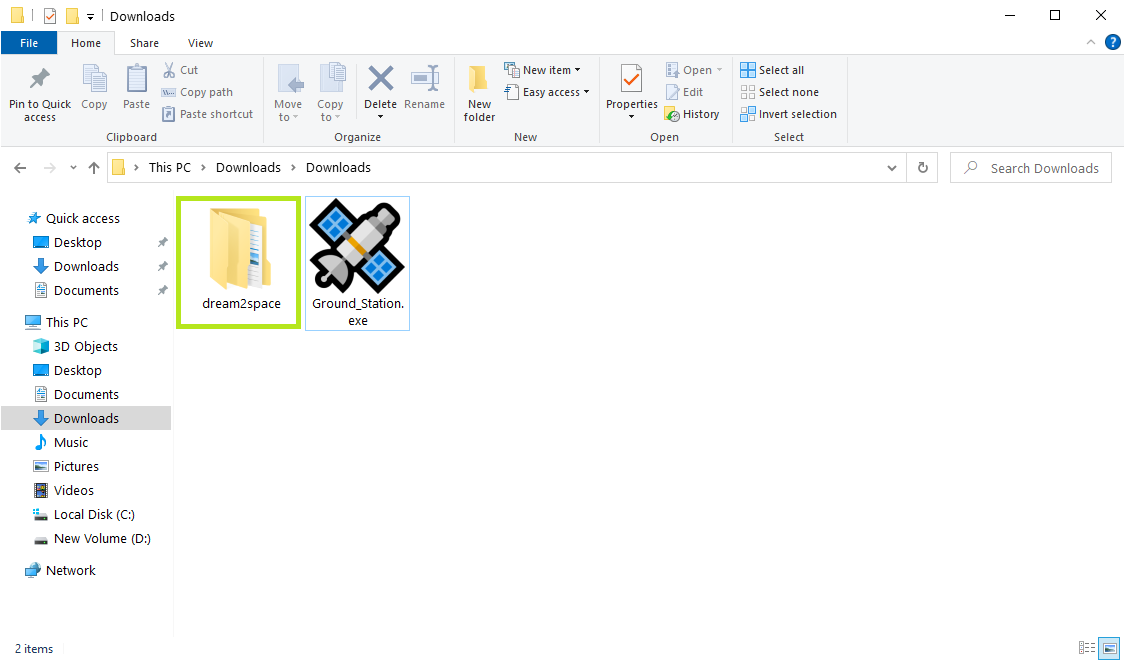 Downloads
File Home Share View
Pin to Quick access
Copy
Paste
Cut
Copy path
Paste shortcut
Clipboard
Move to
Copy to
Delete
Rename
Organize
New folder
New item
Easy access
New
Properties
Open
Edit
History
Open
Select all
Select none
Invert selection
Select
This PC Downloads Downloads
Search Downloads
Quick access
Desktop
Downloads
Documents
This PC
3D Objects
Desktop
Documents
Downloads
Music
Pictures
Videos
Local Disk (C:)
New Volume (D:)
Network
dream2space
Ground_Station.
exe
2 items